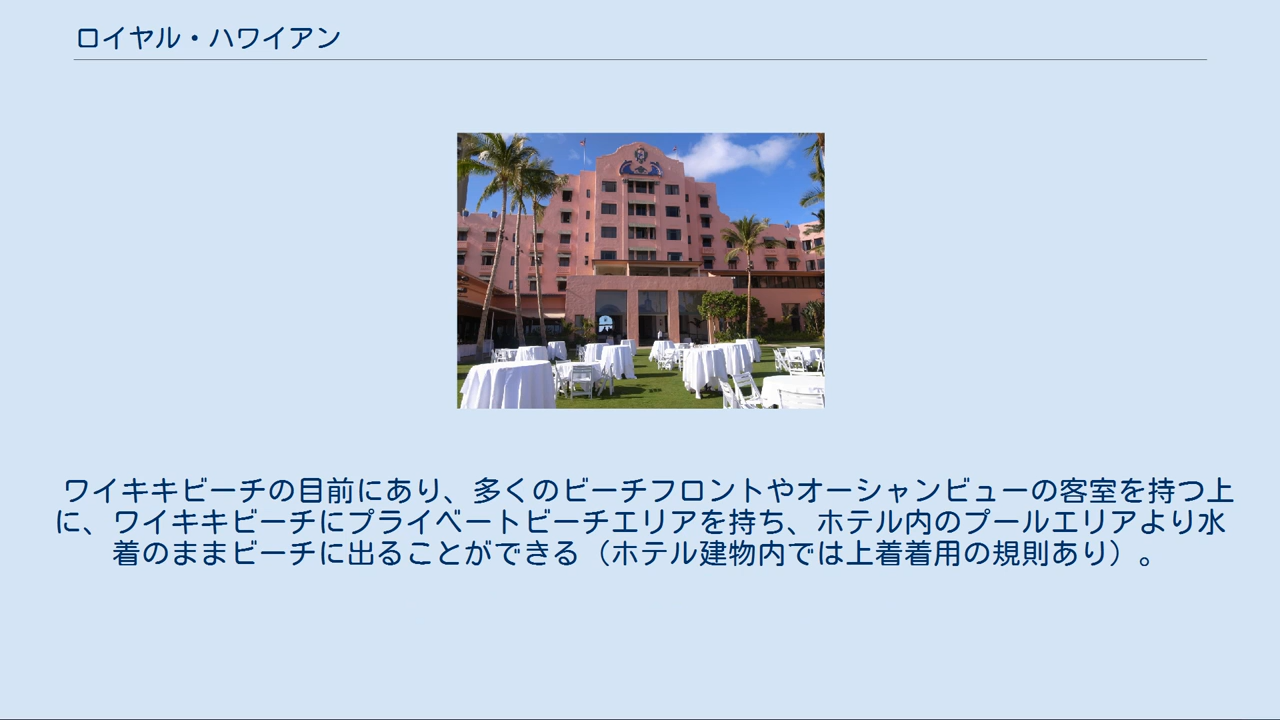 ロイヤル・ハワイアン
ワイキキビーチの目前にあり、多くのビーチフロントやオーシャンビューの客室を持つ上
に、ワイキキビーチにプライベートビーチエリアを持ち、ホテル内のプールエリアより水
着のままビーチに出ることができる（ホテル建物内では上着着用の規則あり）。